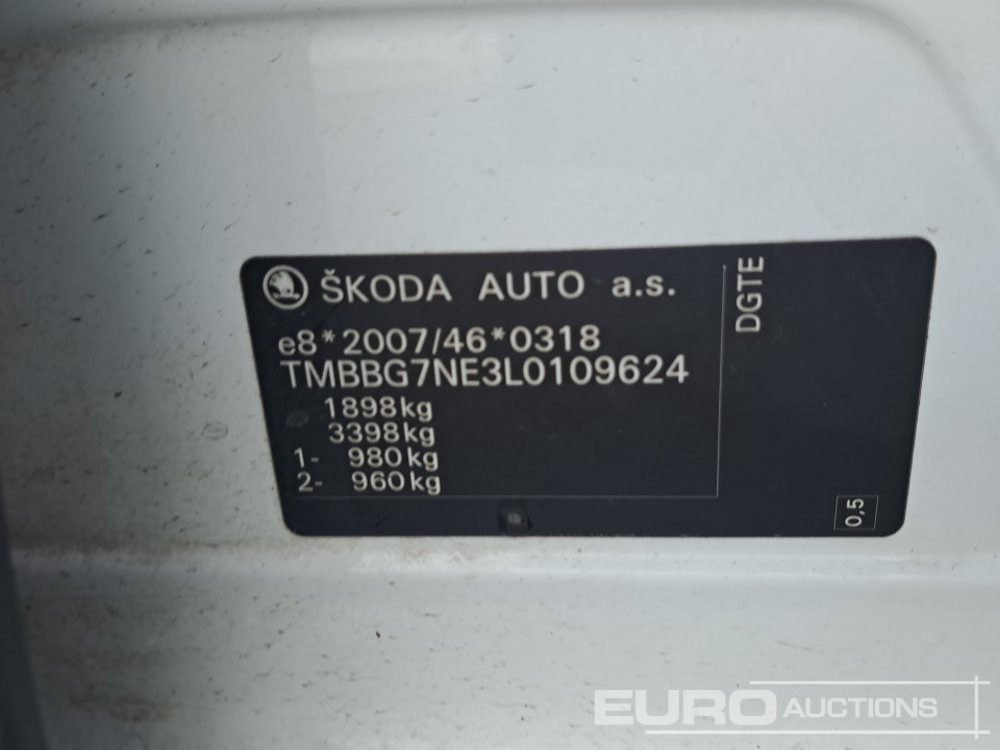 ŠKODA AUTO a.s.
e8*2007/46*0318
TMBBG7NE3L0109624
1898kg
3398kg
1- 980kg
2- 960kg
DGTE
0,5
EURO AUCTIONS